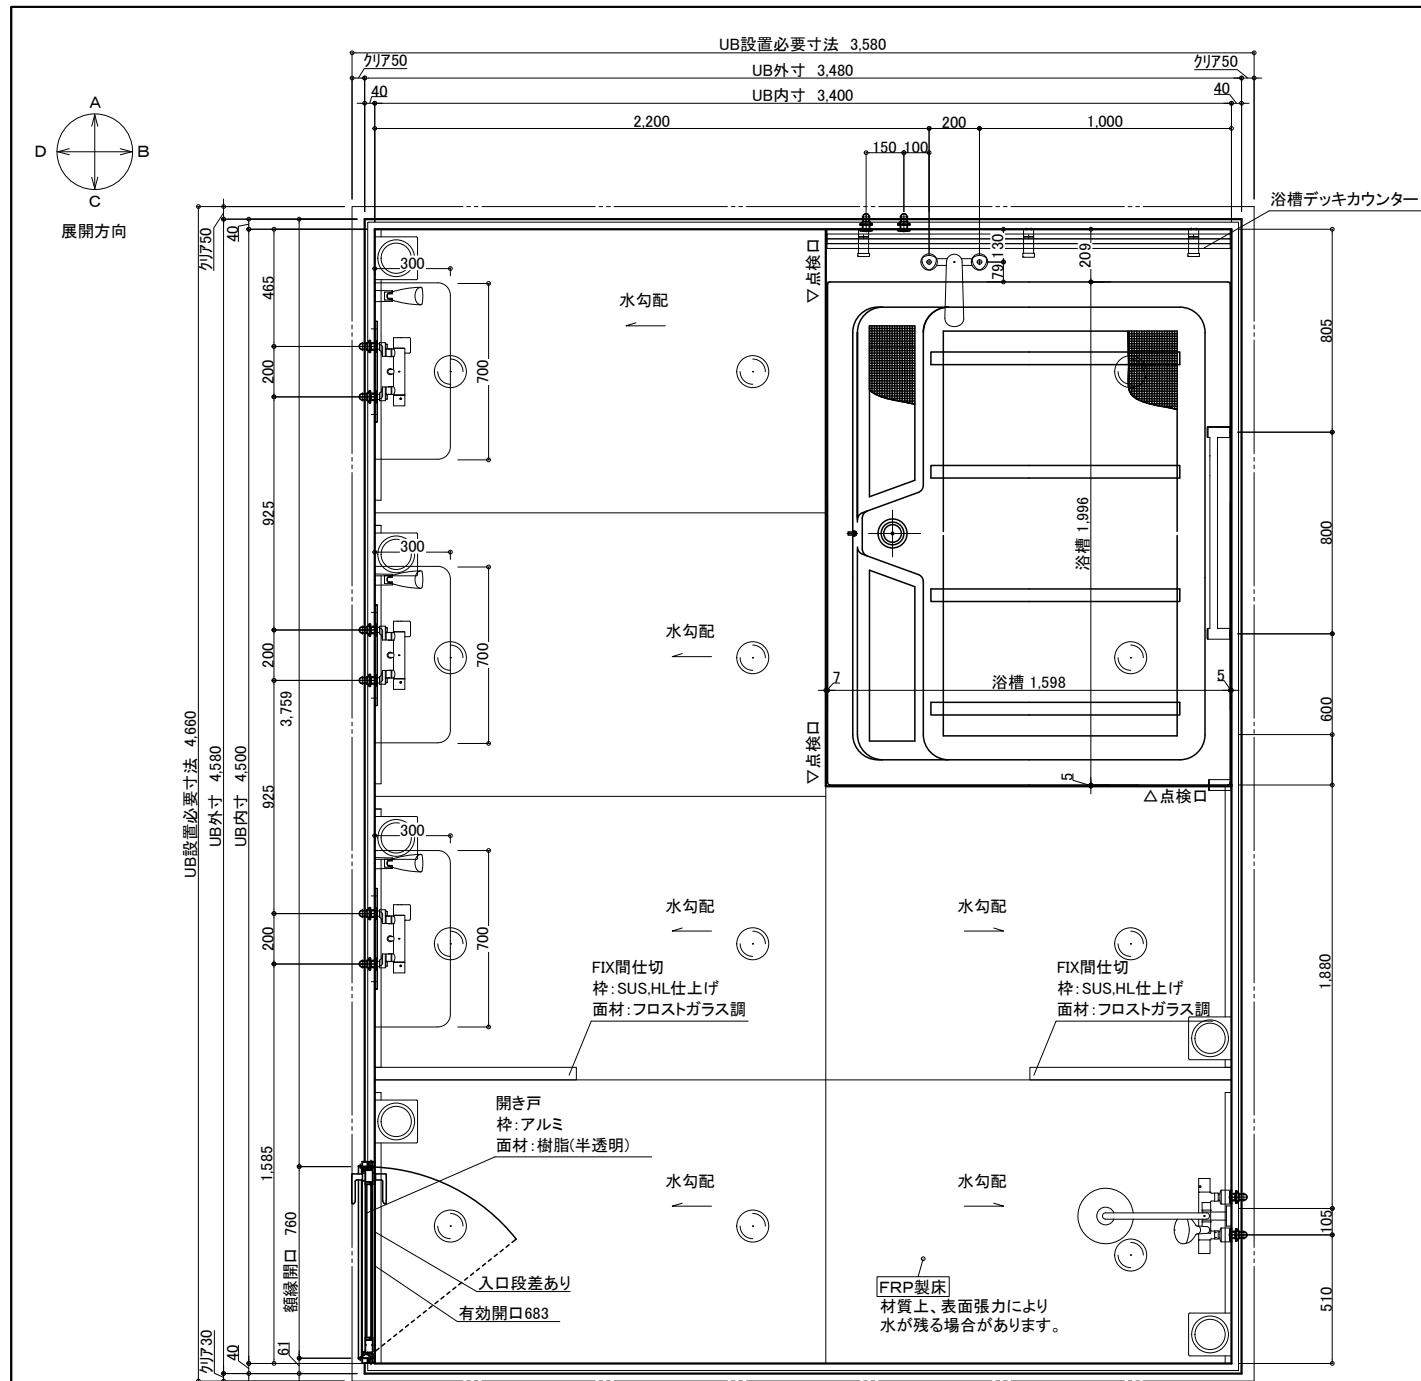 UB設置必要寸法 3,580
クリア50
UB外寸 3,480
クリア50
40
UB内寸 3,400
40
2,200
200
1,000
150
100
A
D
B
C
展開方向
浴槽デッキカウンター
クリア50
40
465
200
925
200
925
200
1,585
3,759
額縁開口 760
61
UB設置必要寸法 4,660
UB外寸 4,580
UB内寸 4,500
クリア30
40
300
700
水勾配
▽点検口
130
79
209
805
800
600
1,880
105
510
浴槽 1,996
浴槽 1,598
7
5
5
300
700
水勾配
▽点検口
△点検口
300
700
水勾配
水勾配
FIX間仕切
枠:SUS,HL仕上げ
面材:フロストガラス調
FIX間仕切
枠:SUS,HL仕上げ
面材:フロストガラス調
開き戸
枠:アルミ
面材:樹脂(半透明)
水勾配
水勾配
入口段差あり
有効開口683
FRP製床
材質上、表面張力により
水が残る場合があります。